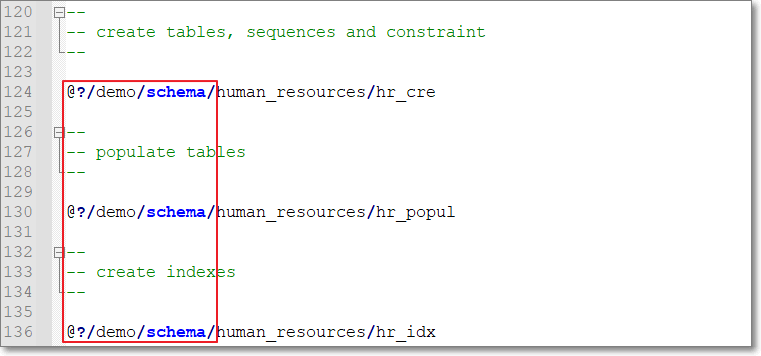 120 --
121 -- create tables, sequences and constraint
122 --
123
124 @?/demo/schema/human_resources/hr_cre
125
126 --
127 -- populate tables
128 --
129
130 @?/demo/schema/human_resources/hr_popul
131
132 --
133 -- create indexes
134 --
135
136 @?/demo/schema/human_resources/hr_idx